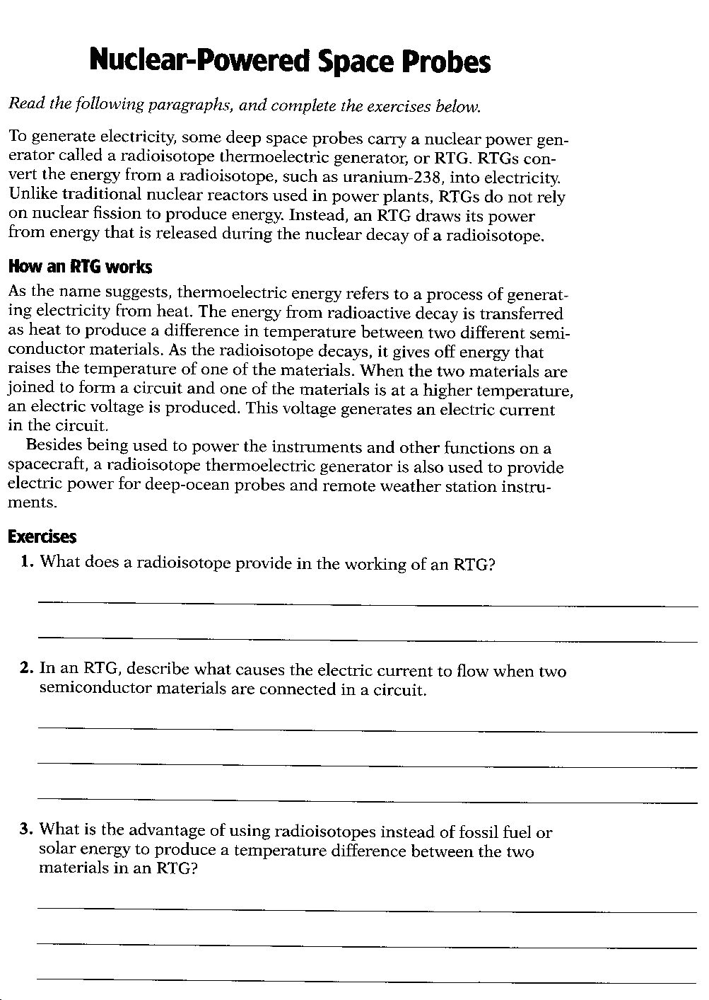 Nuclear-Powered Space Probes
Read the following paragraphs, and complete the exercises below.
To generate electricity, some deep space probes carry a nuclear power gen-
erator called a radioisotope thermoelectric generator, or RTG. RTGs con-
vert the energy from a radioisotope, such as uranium-238, into electricity.
Unlike traditional nuclear reactors used in power plants, RTGs do not rely
on nuclear fission to produce energy. Instead, an RTG draws its power
from energy that is released during the nuclear decay of a radioisotope.
How an RTG works
As the name suggests, thermoelectric energy refers to a process of generat-
ing electricity from heat. The energy from radioactive decay is transferred
as heat to produce a difference in temperature between two different semi-
conductor materials. As the radioisotope decays, it gives off energy that
raises the temperature of one of the materials. When the two materials are
joined to form a circuit and one of the materials is at a higher temperature,
an electric voltage is produced. This voltage generates an electric current
in the circuit.
Besides being used to power the instruments and other functions on a
spacecraft, a radioisotope thermoelectric generator is also used to provide
electric power for deep-ocean probes and remote weather station instru-
ments.
Exercises
1. What does a radioisotope provide in the working of an RTG?
2. In an RTG, describe what causes the electric current to flow when two
semiconductor materials are connected in a circuit.
3. What is the advantage of using radioisotopes instead of fossil fuel or
solar energy to produce a temperature difference between the two
materials in an RTG?